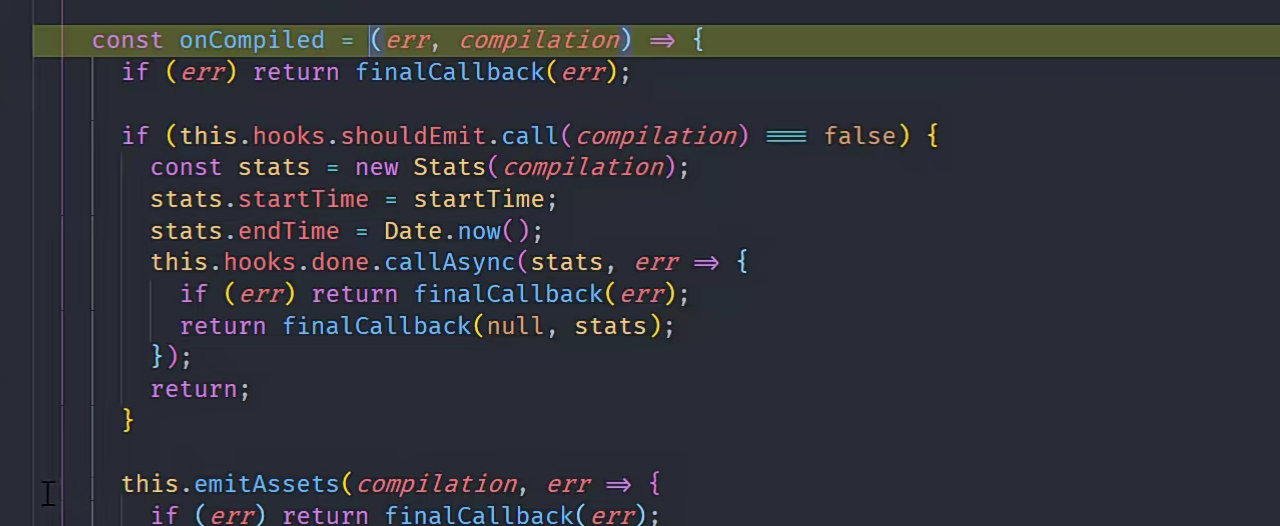 const onCompiled = (err, compilation) => {
if (err) return finalCallback(err);
if (this.hooks.shouldEmit.call(compilation) === false) {
const stats = new Stats(compilation);
stats.startTime = startTime;
stats.endTime = Date.now();
this.hooks.done.callAsync(stats, err => {
if (err) return finalCallback(err);
return finalCallback(null, stats);
});
return;
}
this.emitAssets(compilation, err => {
if (err) return finalCallback(err);